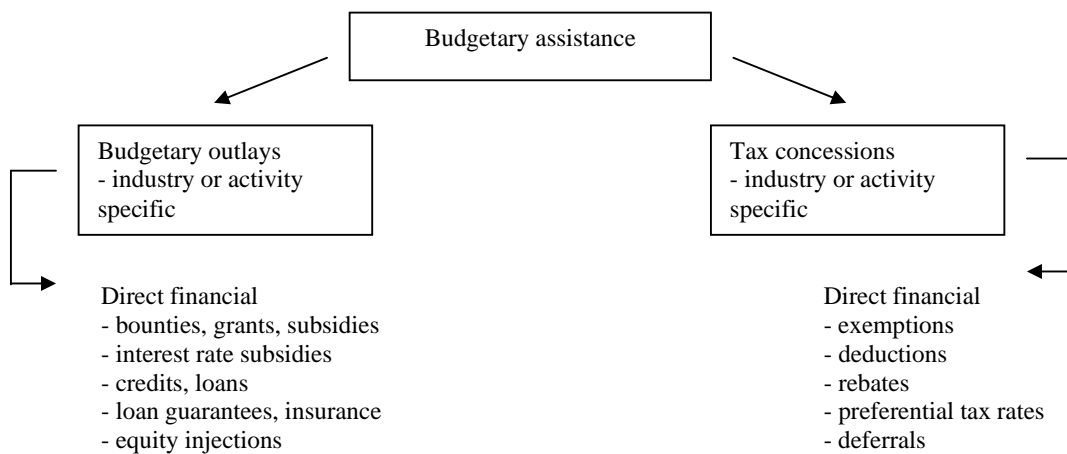 Budgetary assistance
Budgetary outlays
- industry or activity
specific
Tax concessions
- industry or activity
specific
Direct financial
- bounties, grants, subsidies
- interest rate subsidies
- credits, loans
- loan guarantees, insurance
- equity injections
Direct financial
- exemptions
- deductions
- rebates
- preferential tax rates
- deferrals